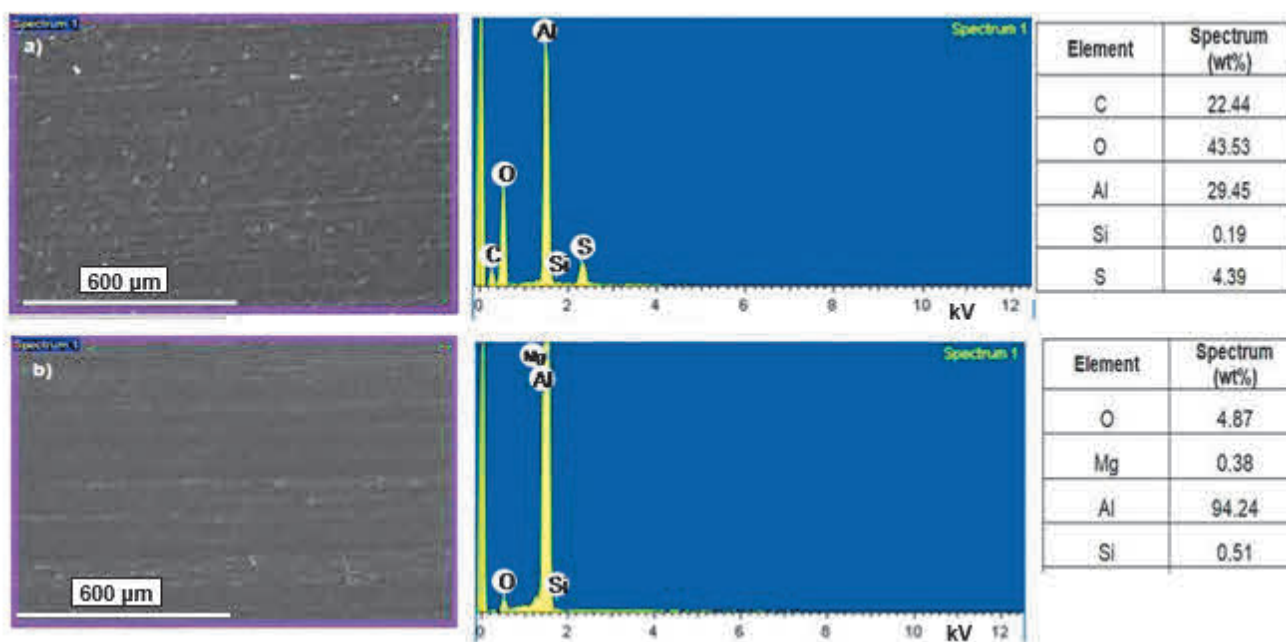 Spectrum 1
a)
600 µm
Spectrum 1
Al
O
C
Si
S
0 2 4 6 8 10 12
kV
Element Spectrum (wt%)
C 22.44
O 43.53
Al 29.45
Si 0.19
S 4.39
Spectrum 1
b)
600 µm
Spectrum 1
Mg
Al
O
Si
0 2 4 6 8 10 12
kV
Element Spectrum (wt%)
O 4.87
Mg 0.38
Al 94.24
Si 0.51